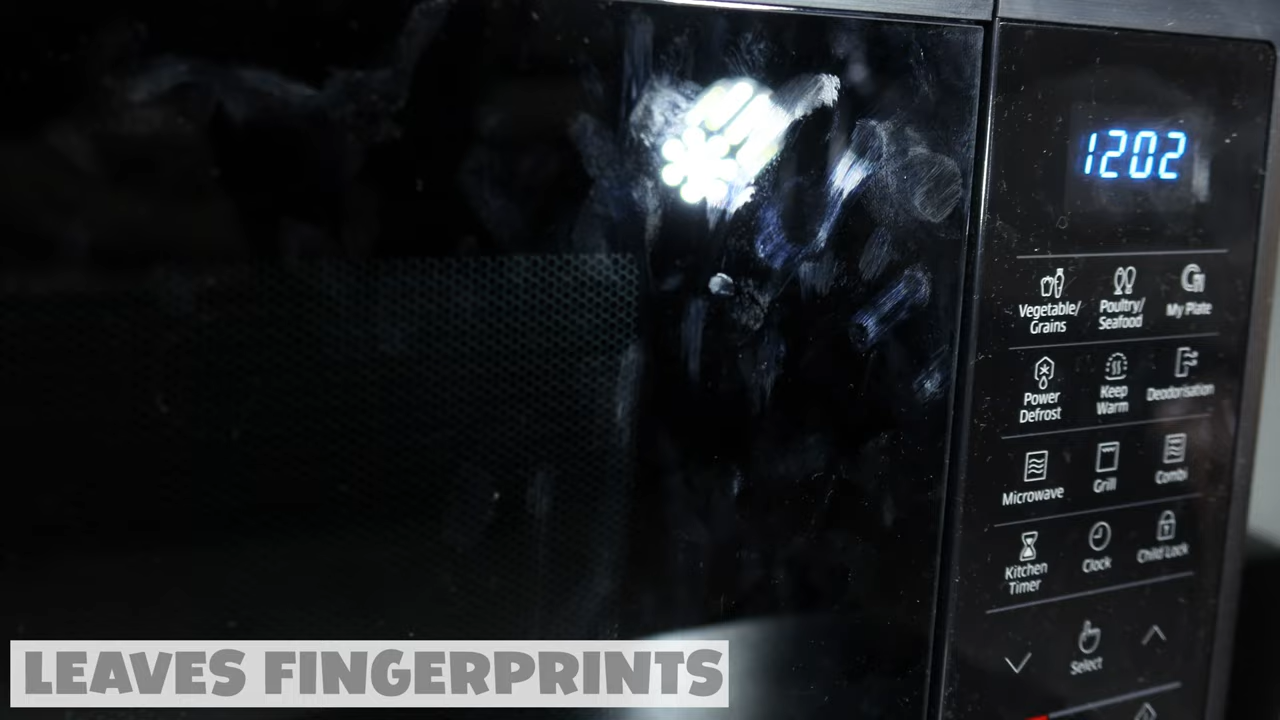 1202
Vegetable/
Grains
Poultry/
Seafood
My Plate
Power
Defrost
Keep
Warm
Deodorisation
Microwave
Grill
Combi
Kitchen
Timer
Clock
Child Lock
Select
LEAVES FINGERPRINTS